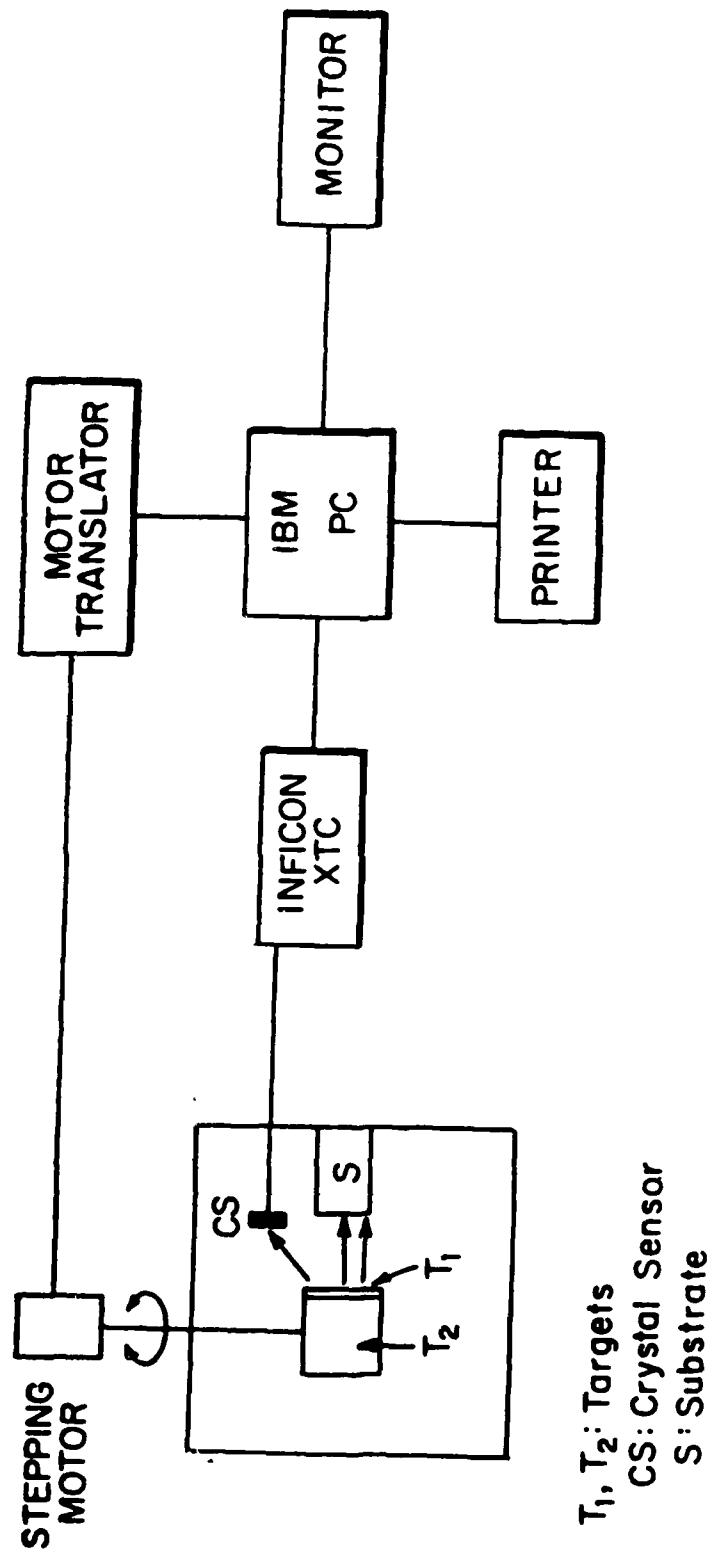 STEPPING
MOTOR
MOTOR
TRANSLATOR
CS
S
T₁
T₂
INFICON
XTC
IBM
PC
MONITOR
PRINTER
T₁, T₂: Targets
CS: Crystal Sensor
S: Substrate